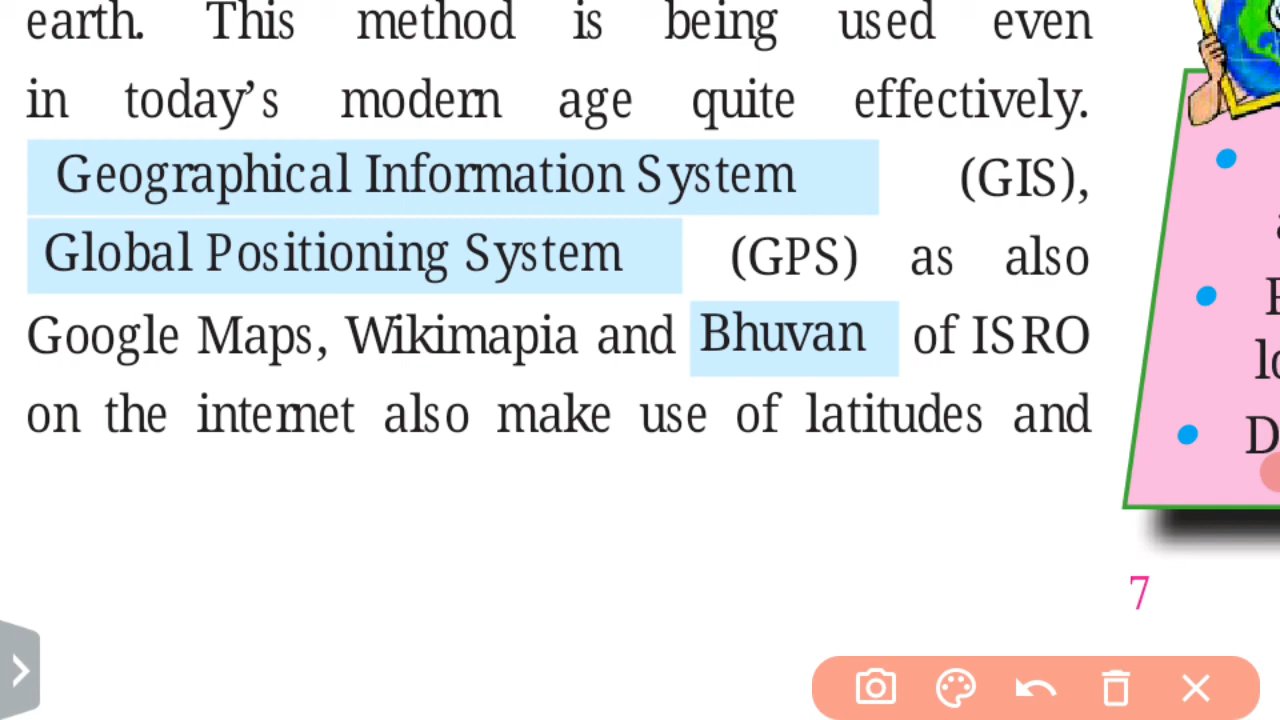 earth. This method is being used even
in today's modern age quite effectively.
Geographical Information System (GIS),
Global Positioning System (GPS) as also
Google Maps, Wikimapia and Bhuvan of ISRO
on the internet also make use of latitudes and
7